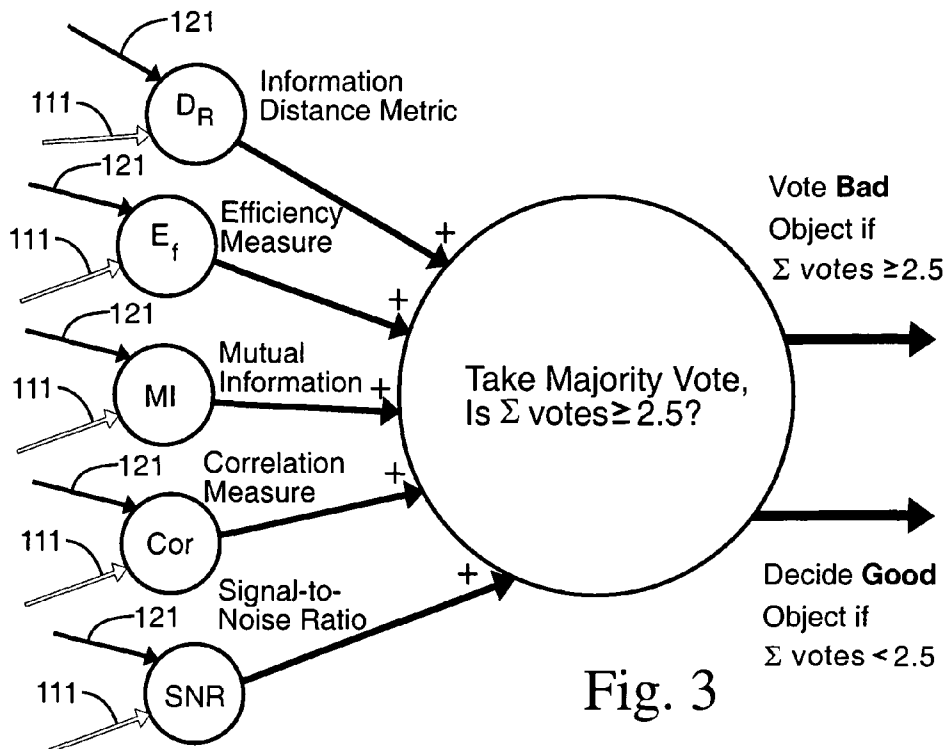 121
111
D_R
Information
Distance Metric
+
121
111
E_f
Efficiency
Measure
+
121
111
MI
Mutual
Information
+
121
111
Cor
Correlation
Measure
+
121
111
SNR
Signal-to-
Noise Ratio
+
Take Majority Vote,
Is Σ votes ≥ 2.5?
Vote Bad
Object if
Σ votes ≥2.5
Decide Good
Object if
Σ votes <2.5
Fig. 3